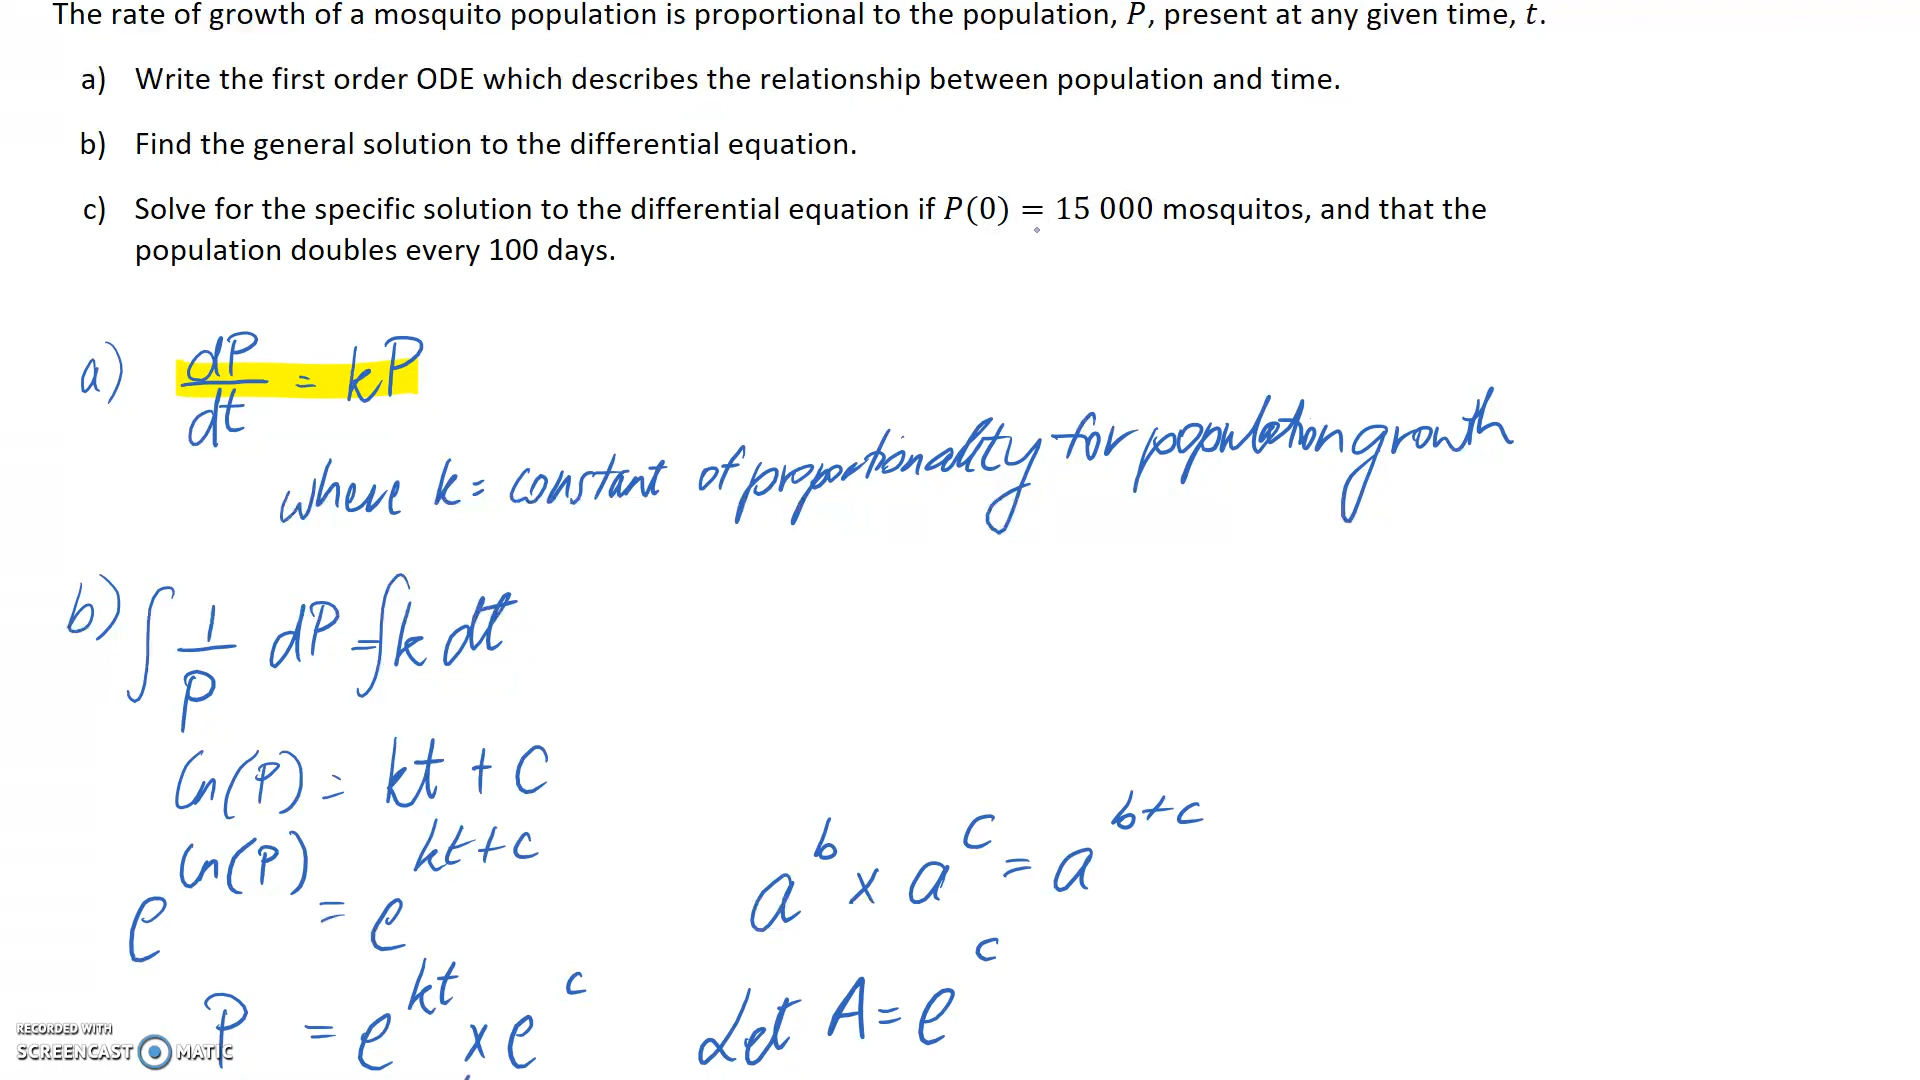 The rate of growth of a mosquito population is proportional to the population, P, present at any given time, t.
a) Write the first order ODE which describes the relationship between population and time.
b) Find the general solution to the differential equation.
c) Solve for the specific solution to the differential equation if P(0) = 15 000 mosquitos, and that the
population doubles every 100 days.
a) dP/dt = kP
where k = constant of proportionality for population growth
b) ∫ 1/P dP = ∫ k dt
ln(P) = kt + C
e^ln(P) = e^kt+c
a^b × a^c = a^b+c
P = e^kt × e^c
Let A = e^c
RECORDED WITH
SCREENCAST MATIC